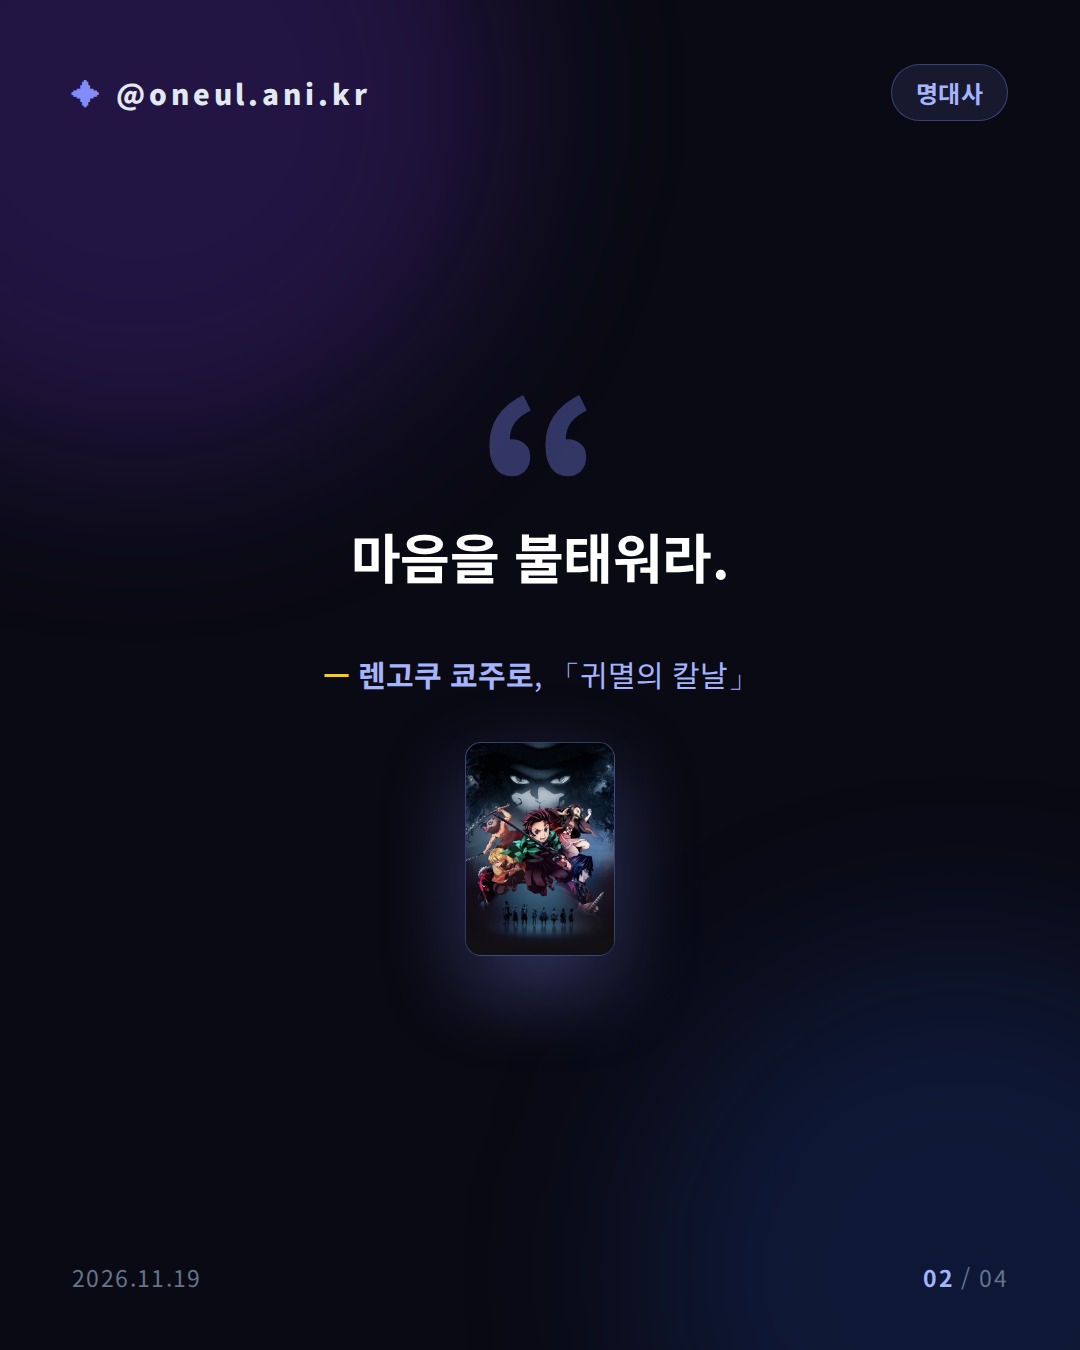 @oneul.ani.kr
명대사
“
마음을 불태워라.
— 렌고쿠 쿄주로, 「귀멸의 칼날」
2026.11.19
02 / 04